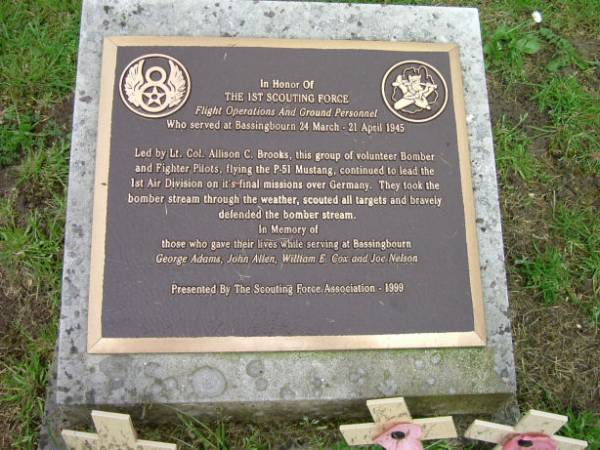 8
In Honor Of
THE 1ST SCOUTING FORCE
Flight Operations And Ground Personnel
Who served at Bassingbourn 24 March - 21 April 1945
Led by Lt. Col. Allison C. Brooks, this group of volunteer Bomber
and Fighter Pilots, flying the P-51 Mustang, continued to lead the
1st Air Division on it's final missions over Germany. They took the
bomber stream through the weather, scouted all targets and bravely
defended the bomber stream.
In Memory of
those who gave their lives while serving at Bassingbourn
George Adams, John Allen, William E. Cox and Joe Nelson
Presented By The Scouting Force Association - 1999